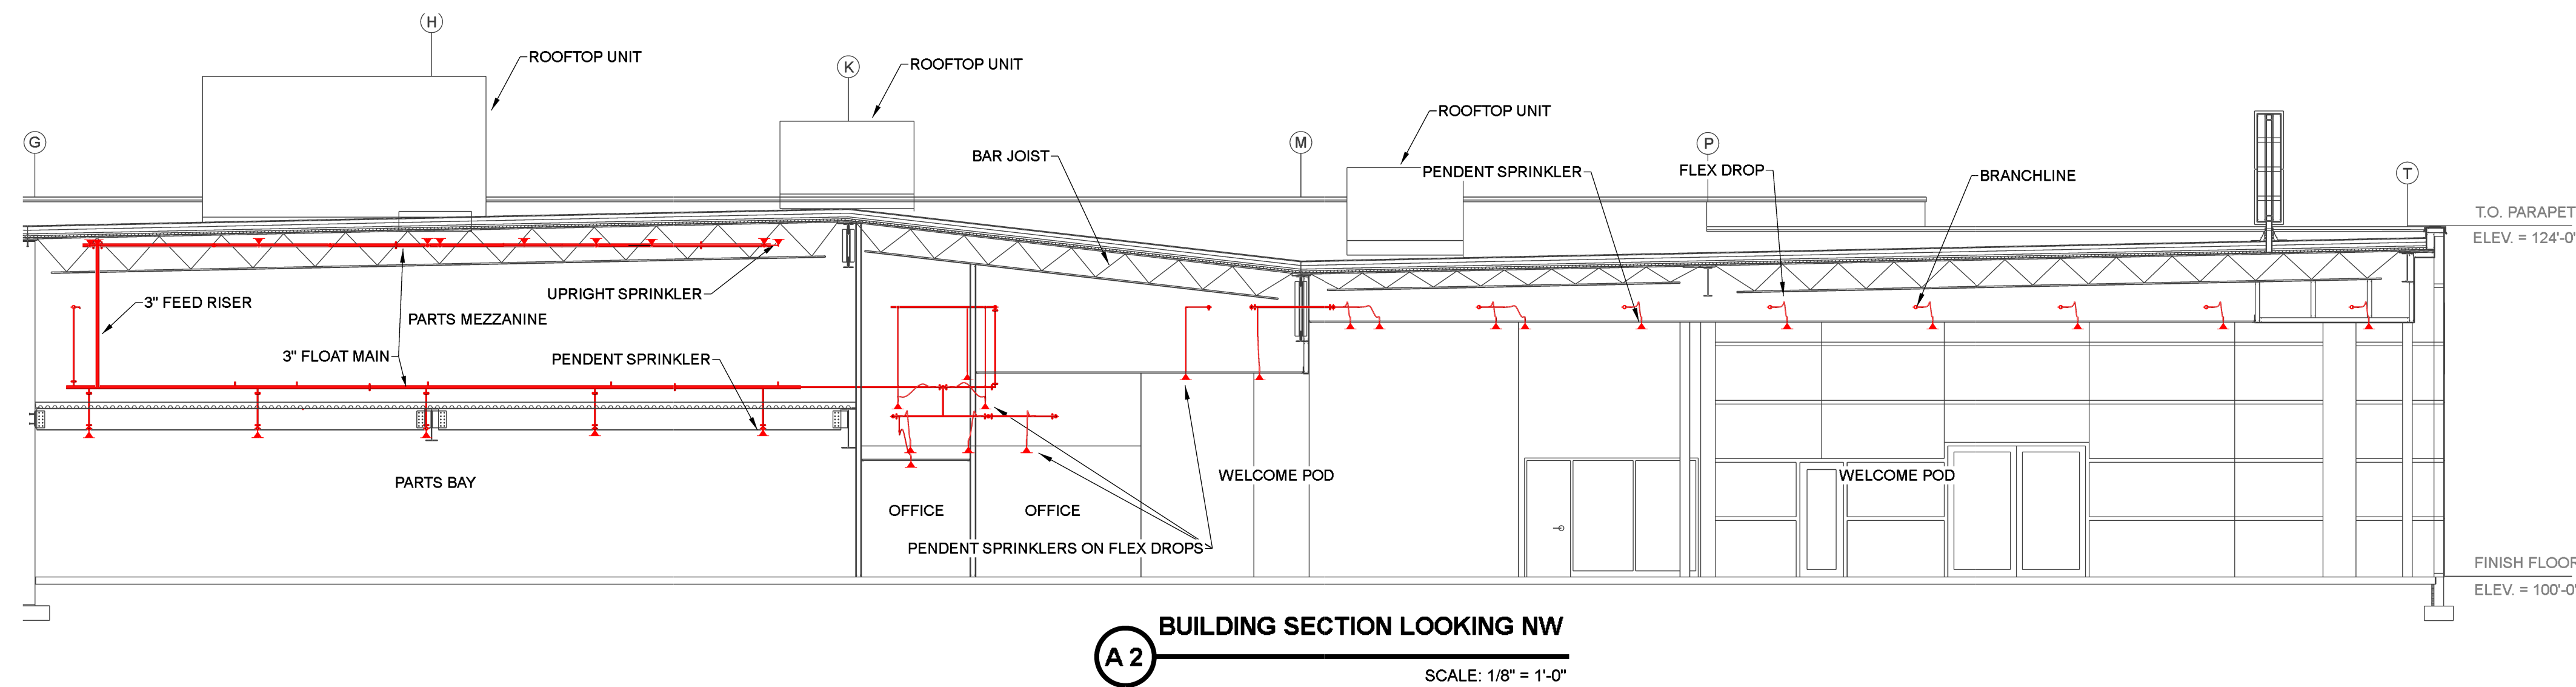 H
ROOFTOP UNIT
K
ROOFTOP UNIT
ROOFTOP UNIT
G
M
P
BAR JOIST
PENDENT SPRINKLER
FLEX DROP
BRANCHLINE
T
T.O. PARAPET
ELEV. = 124'-0"
UPRIGHT SPRINKLER
3" FEED RISER
PARTS MEZZANINE
3" FLOAT MAIN
PENDENT SPRINKLER
PARTS BAY
WELCOME POD
WELCOME POD
OFFICE
OFFICE
PENDENT SPRINKLERS ON FLEX DROPS
FINISH FLOOR
ELEV. = 100'-0"
BUILDING SECTION LOOKING NW
A 2
SCALE: 1/8" = 1'-0"